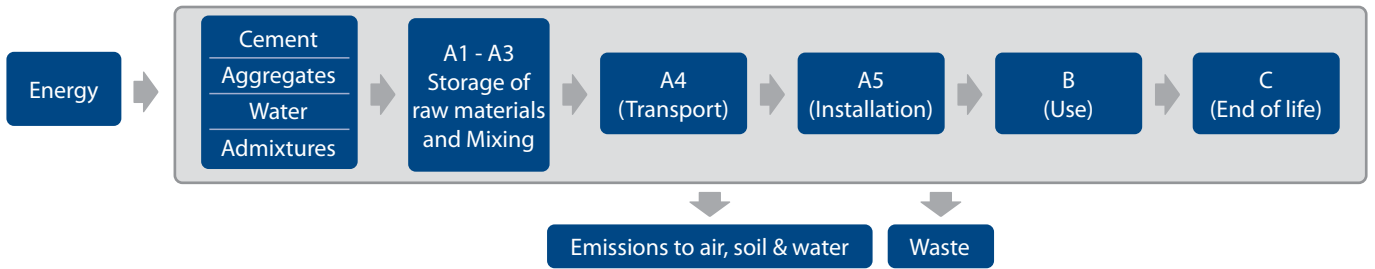 Energy
Cement
Aggregates
Water
Admixtures
A1 - A3
Storage of
raw materials
and Mixing
A4
(Transport)
A5
(Installation)
B
(Use)
C
(End of life)
Emissions to air, soil & water
Waste